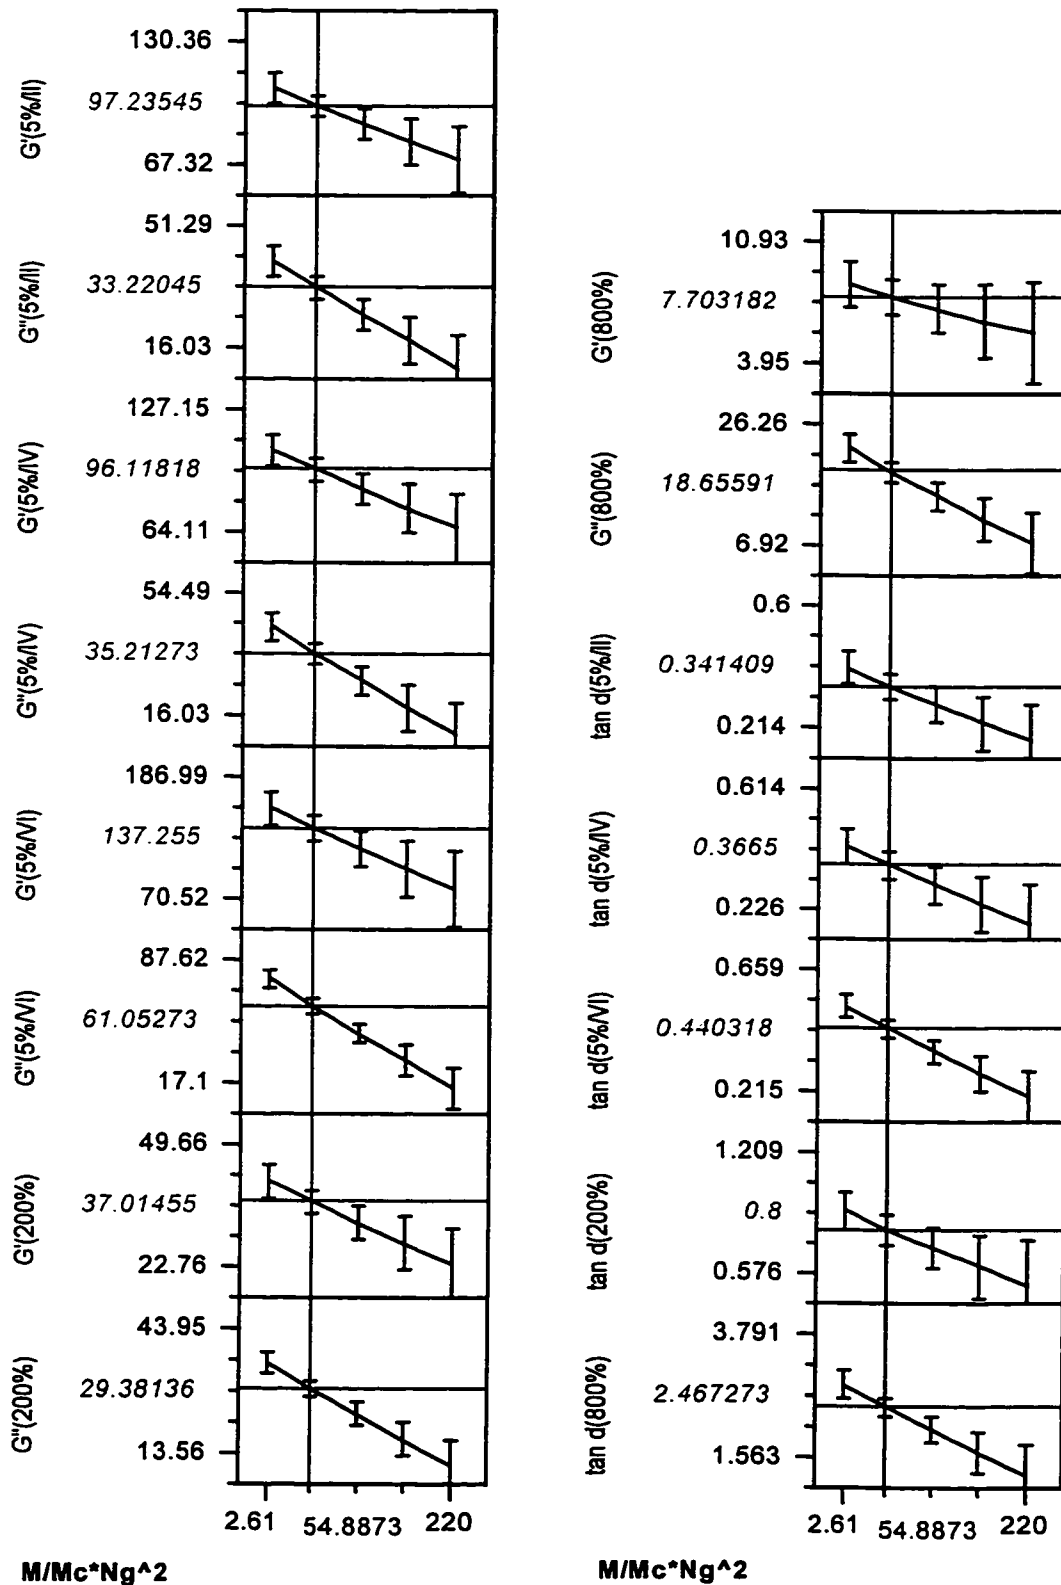 130.36
G'(5%/II)
97.23545
67.32
51.29
G"(5%/II)
33.22045
16.03
127.15
G'(5%/IV)
96.11818
64.11
54.49
G"(5%/IV)
35.21273
16.03
186.99
G'(5%/VI)
137.255
70.52
87.62
G"(5%/VI)
61.05273
17.1
49.66
G'(200%)
37.01455
22.76
43.95
G"(200%)
29.38136
13.56
2.61 54.8873 220
M/Mc*Ng^2
10.93
G'(800%)
7.703182
3.95
26.26
G"(800%)
18.65591
6.92
0.6
tan d(5%/II)
0.341409
0.214
0.614
tan d(5%/IV)
0.3665
0.226
0.659
tan d(5%/VI)
0.440318
0.215
1.209
tan d(200%)
0.8
0.576
3.791
tan d(800%)
2.467273
1.563
2.61 54.8873 220
M/Mc*Ng^2